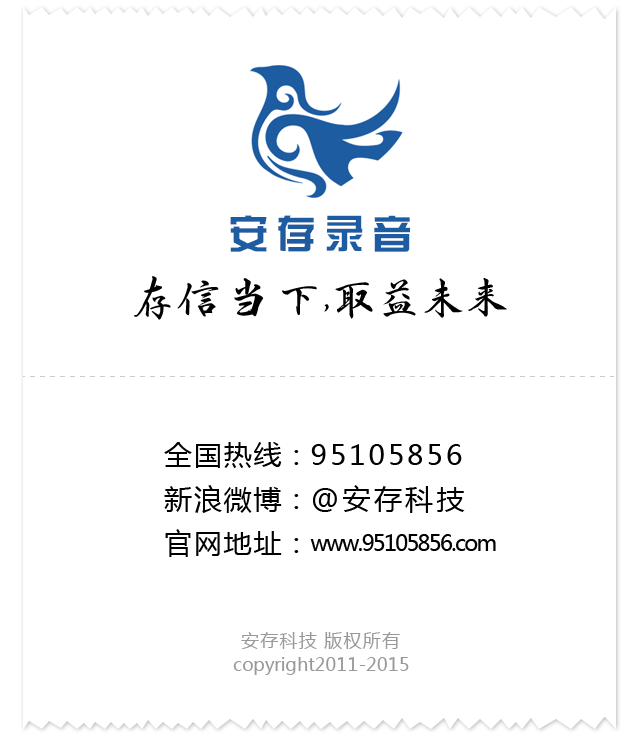 安存录音
存信当下,取益未来
全国热线：95105856
新浪微博：@安存科技
官网地址：www.95105856.com
安存科技 版权所有
copyright2011-2015